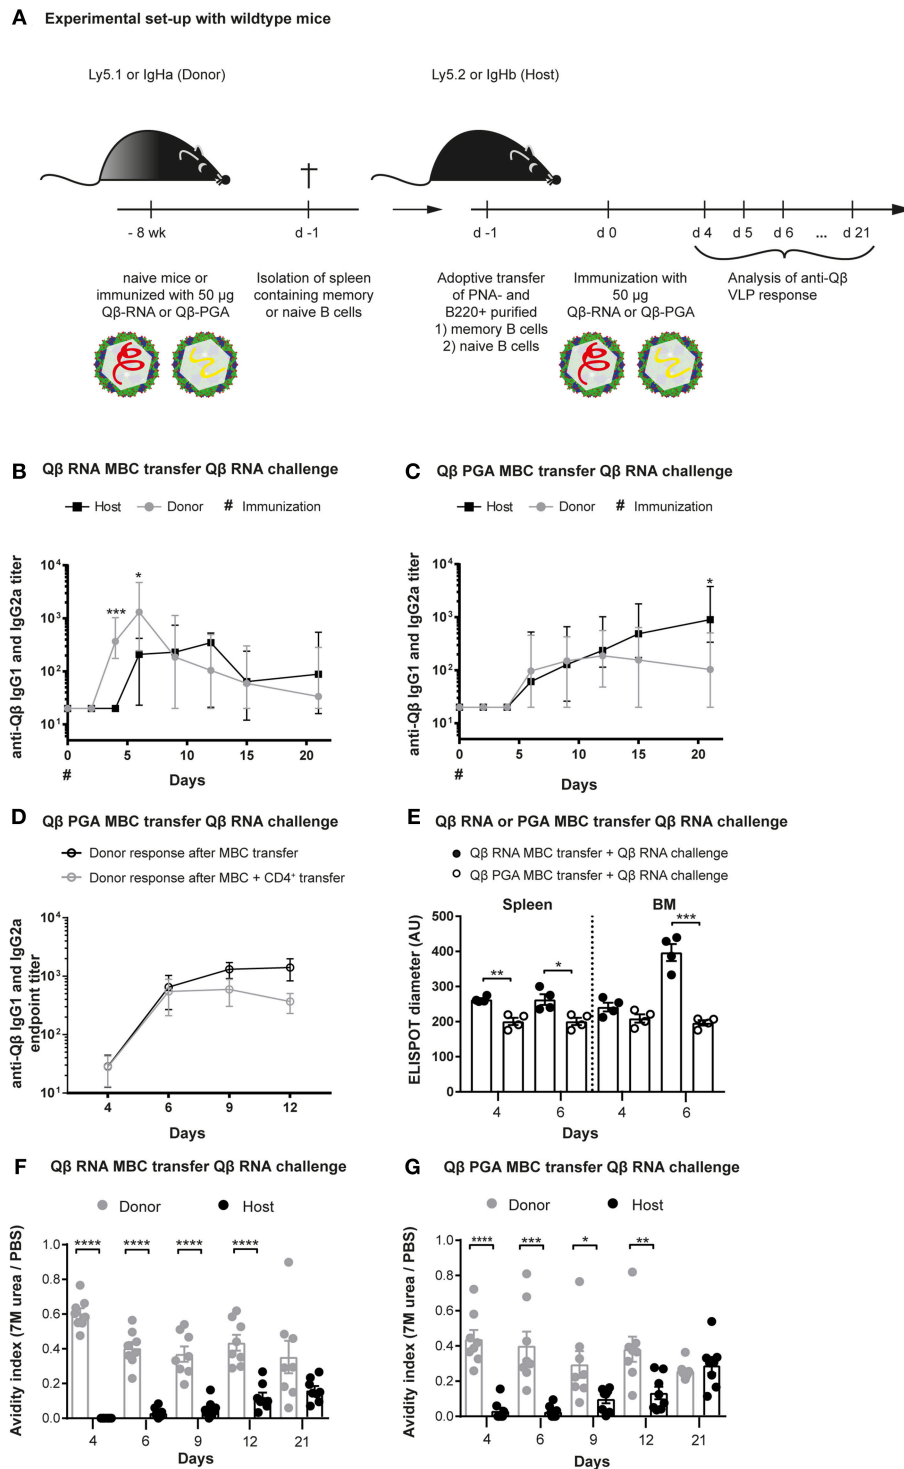 A Experimental set-up with wildtype mice
Ly5.1 or IgHa (Donor)
Ly5.2 or IgHb (Host)
- 8 wk
d -1
d -1
d 0
d 4
d 5
d 6
...
d 21
naive mice or
immunized with 50 µg
Qβ-RNA or Qβ-PGA
Isolation of spleen
containing memory
or naive B cells
Adoptive transfer
of PNA- and
B220+ purified
1) memory B cells
2) naive B cells
Immunization with
50 µg
Qβ-RNA or Qβ-PGA
Analysis of anti-Qβ
VLP response
B Qβ RNA MBC transfer Qβ RNA challenge
Host
Donor
# Immunization
anti-Qβ IgG1 and IgG2a titer
10⁴
10³
10²
10¹
***
*
0 5 10 15 20
#
Days
C Qβ PGA MBC transfer Qβ RNA challenge
Host
Donor
# Immunization
anti-Qβ IgG1 and IgG2a titer
10⁴
10³
10²
10¹
*
0 5 10 15 20
#
Days
D Qβ PGA MBC transfer Qβ RNA challenge
Donor response after MBC transfer
Donor response after MBC + CD4⁺ transfer
anti-Qβ IgG1 and IgG2a
endpoint titer
10⁴
10³
10²
10¹
4 6 9 12
Days
E Qβ RNA or PGA MBC transfer Qβ RNA challenge
Qβ RNA MBC transfer + Qβ RNA challenge
Qβ PGA MBC transfer + Qβ RNA challenge
Spleen
BM
ELISPOT diameter (AU)
500
400
300
200
100
0
**
*
***
4 6 4 6
Days
F Qβ RNA MBC transfer Qβ RNA challenge
Donor
Host
Avidity index (7M urea / PBS)
1.0
0.8
0.6
0.4
0.2
0.0
**** **** **** ****
4 6 9 12 21
Days
G Qβ PGA MBC transfer Qβ RNA challenge
Donor
Host
Avidity index (7M urea / PBS)
1.0
0.8
0.6
0.4
0.2
0.0
**** *** * **
4 6 9 12 21
Days